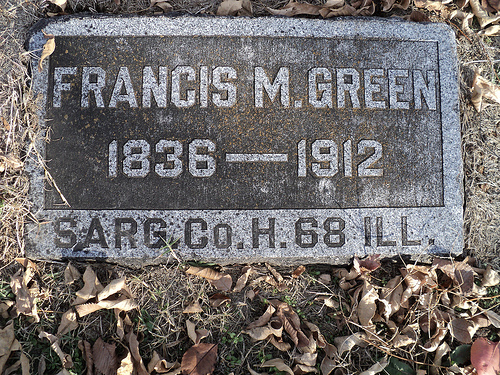 FRANCIS M. GREEN
1836—1912
SARG. Co. H. 68 ILL.